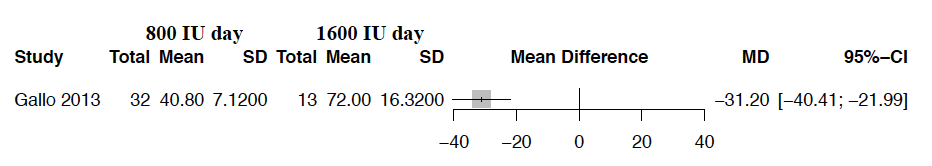 800 IU day 1600 IU day
Study Total Mean SD Total Mean SD Mean Difference MD 95%−CI
Gallo 2013 32 40.80 7.1200 13 72.00 16.3200 −31.20 [−40.41; −21.99]
−40 −20 0 20 40